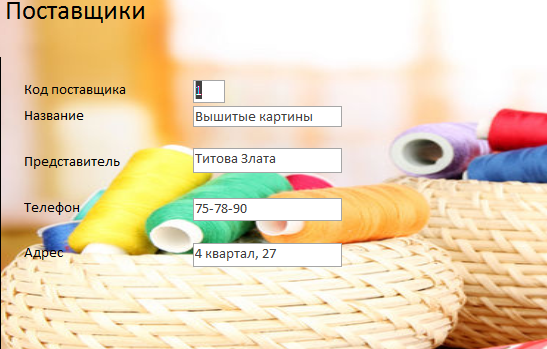 Поставщики
Код поставщика 1
Название Вышитые картины
Представитель Титова Злата
Телефон 75-78-90
Адрес 4 квартал, 27